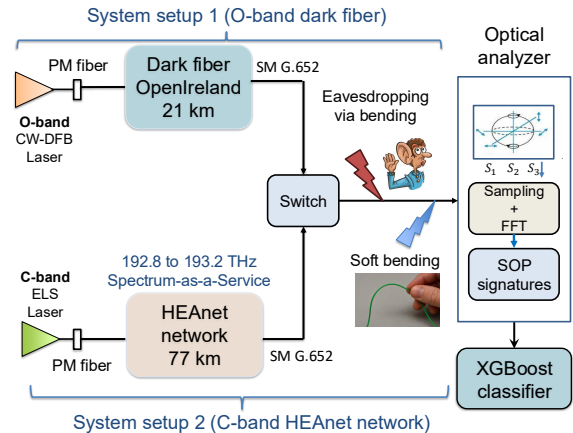 System setup 1 (O-band dark fiber)
PM fiber
Dark fiber
OpenIreland
21 km
SM G.652
O-band
CW-DFB
Laser
Eavesdropping
via bending
Switch
Soft bending
Optical
analyzer
S1 S2 S3
Sampling
+
FFT
SOP
signatures
XGBoost
classifier
192.8 to 193.2 THz
Spectrum-as-a-Service
C-band
ELS
Laser
PM fiber
HEAnet
network
77 km
SM G.652
System setup 2 (C-band HEAnet network)